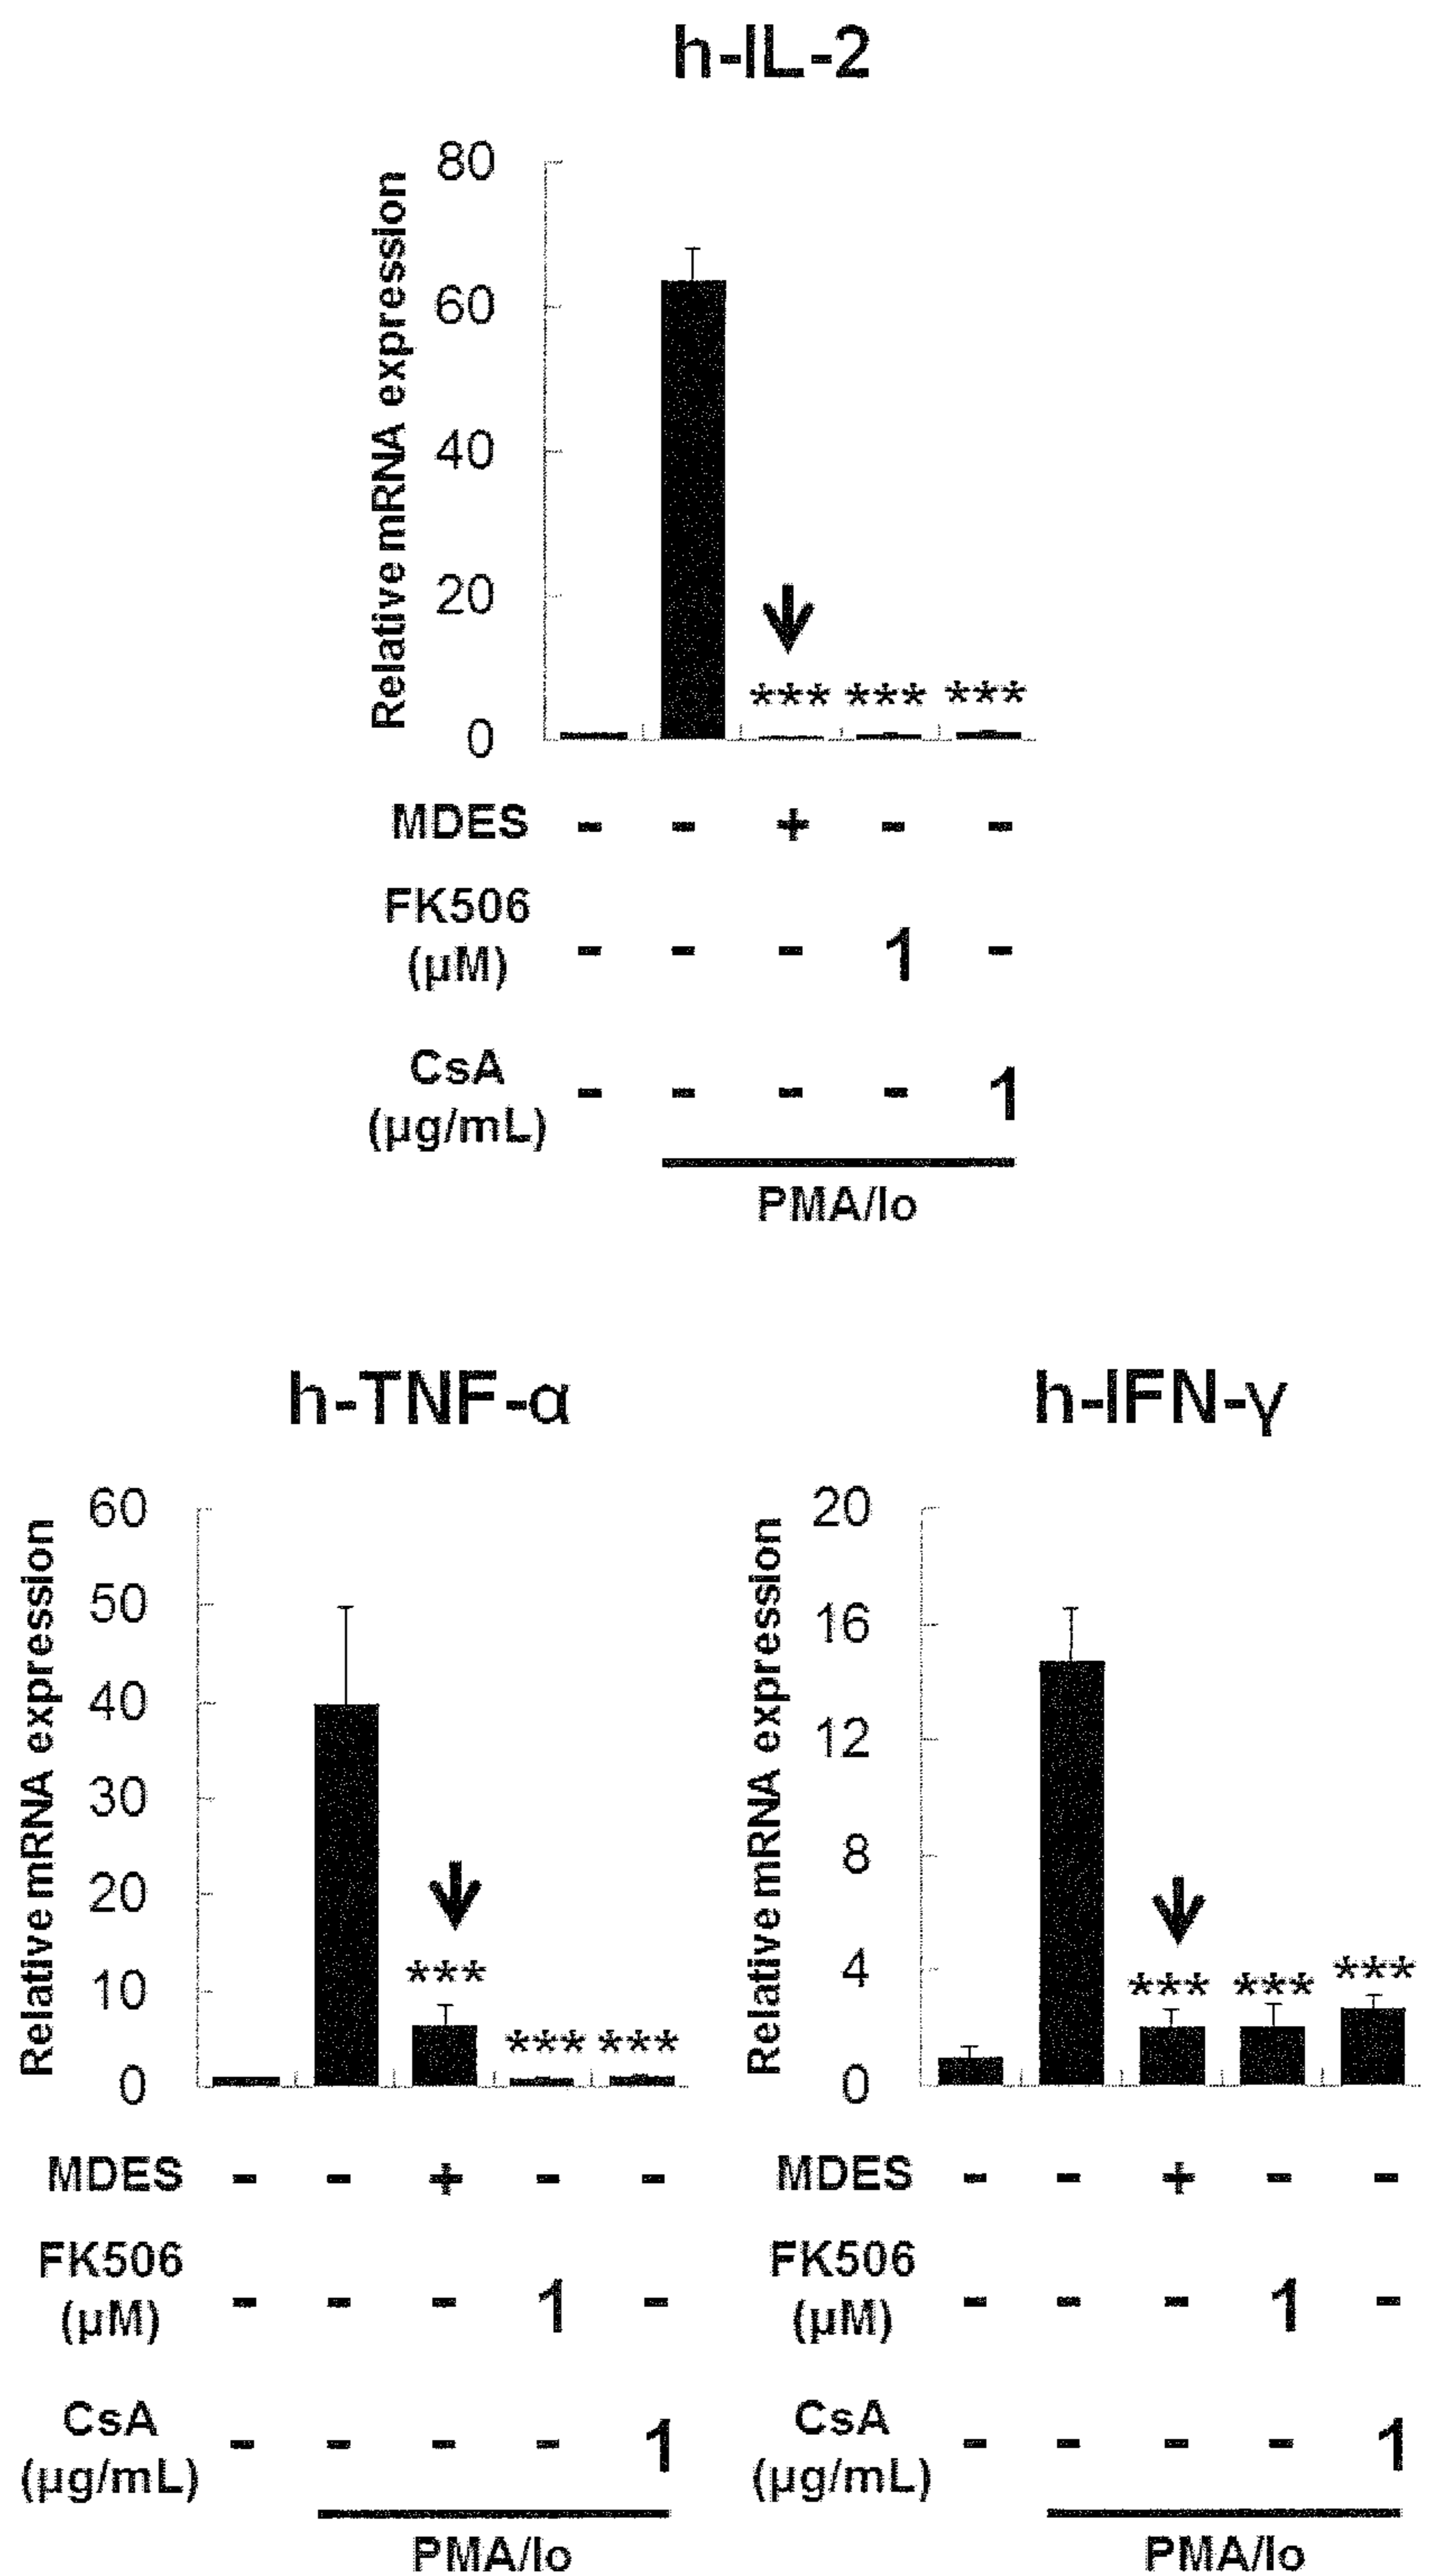 h-IL-2
Relative mRNA expression
80
60
40
20
0
*** *** ***
MDES - - + - -
FK506
(µM) - - - 1 -
CsA
(µg/mL) - - - - 1
PMA/Io
h-TNF-α
Relative mRNA expression
60
50
40
30
20
10
0
*** *** ***
MDES - - + - -
FK506
(µM) - - - 1 -
CsA
(µg/mL) - - - - 1
PMA/Io
h-IFN-γ
Relative mRNA expression
20
16
12
8
4
0
*** *** ***
MDES - - + - -
FK506
(µM) - - - 1 -
CsA
(µg/mL) - - - - 1
PMA/Io